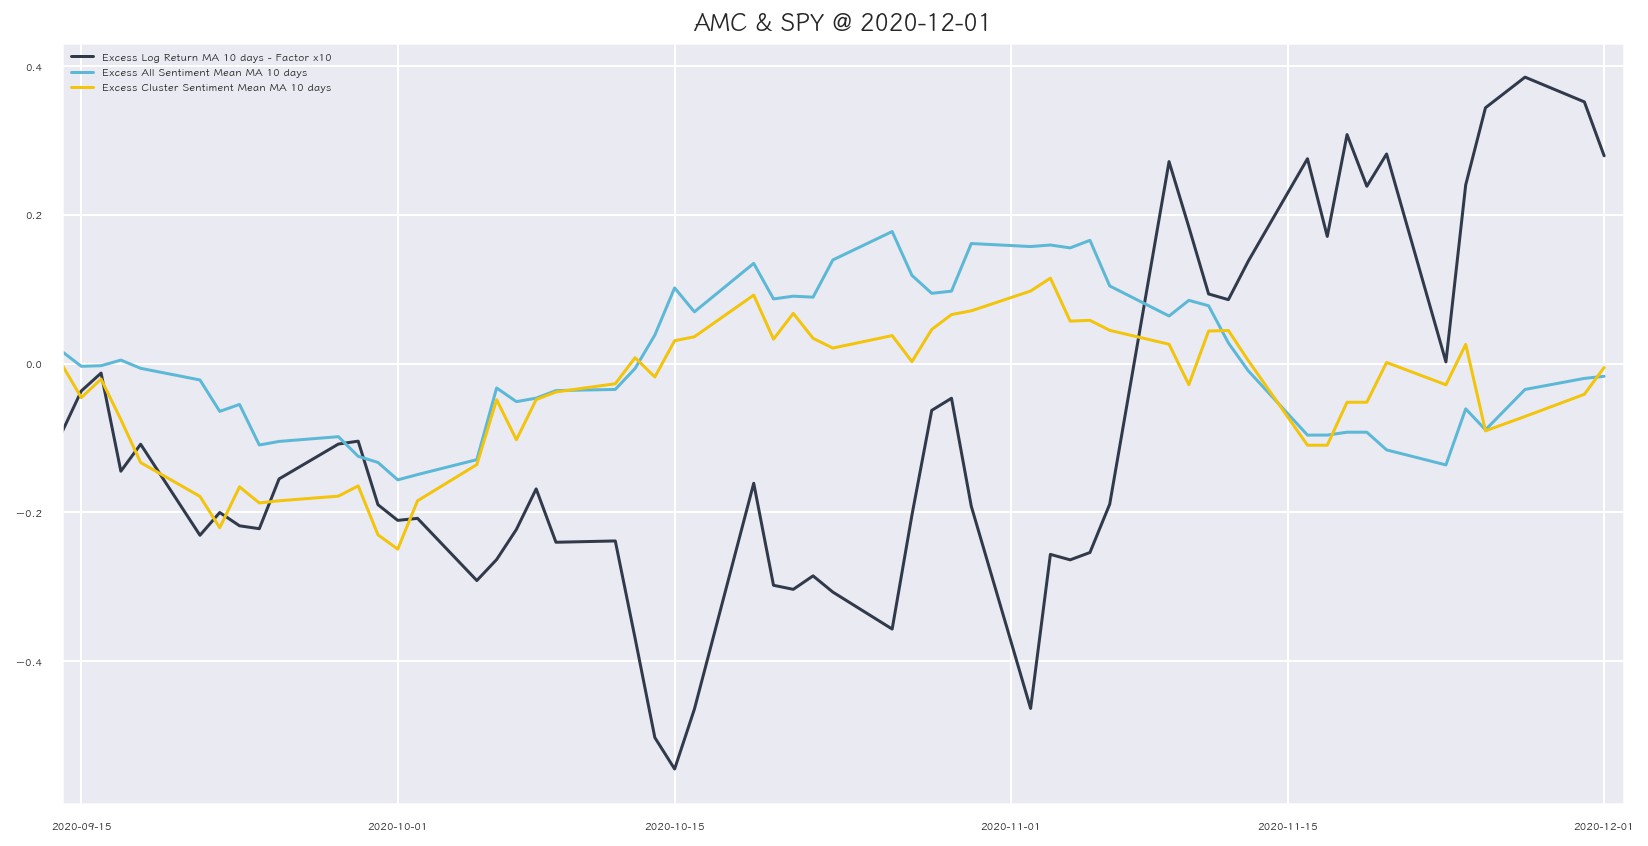 AMC & SPY @ 2020-12-01
Excess Log Return MA 10 days - Factor x10
Excess All Sentiment Mean MA 10 days
Excess Cluster Sentiment Mean MA 10 days
0.4
0.2
0.0
−0.2
−0.4
2020-09-15 2020-10-01 2020-10-15 2020-11-01 2020-11-15 2020-12-01